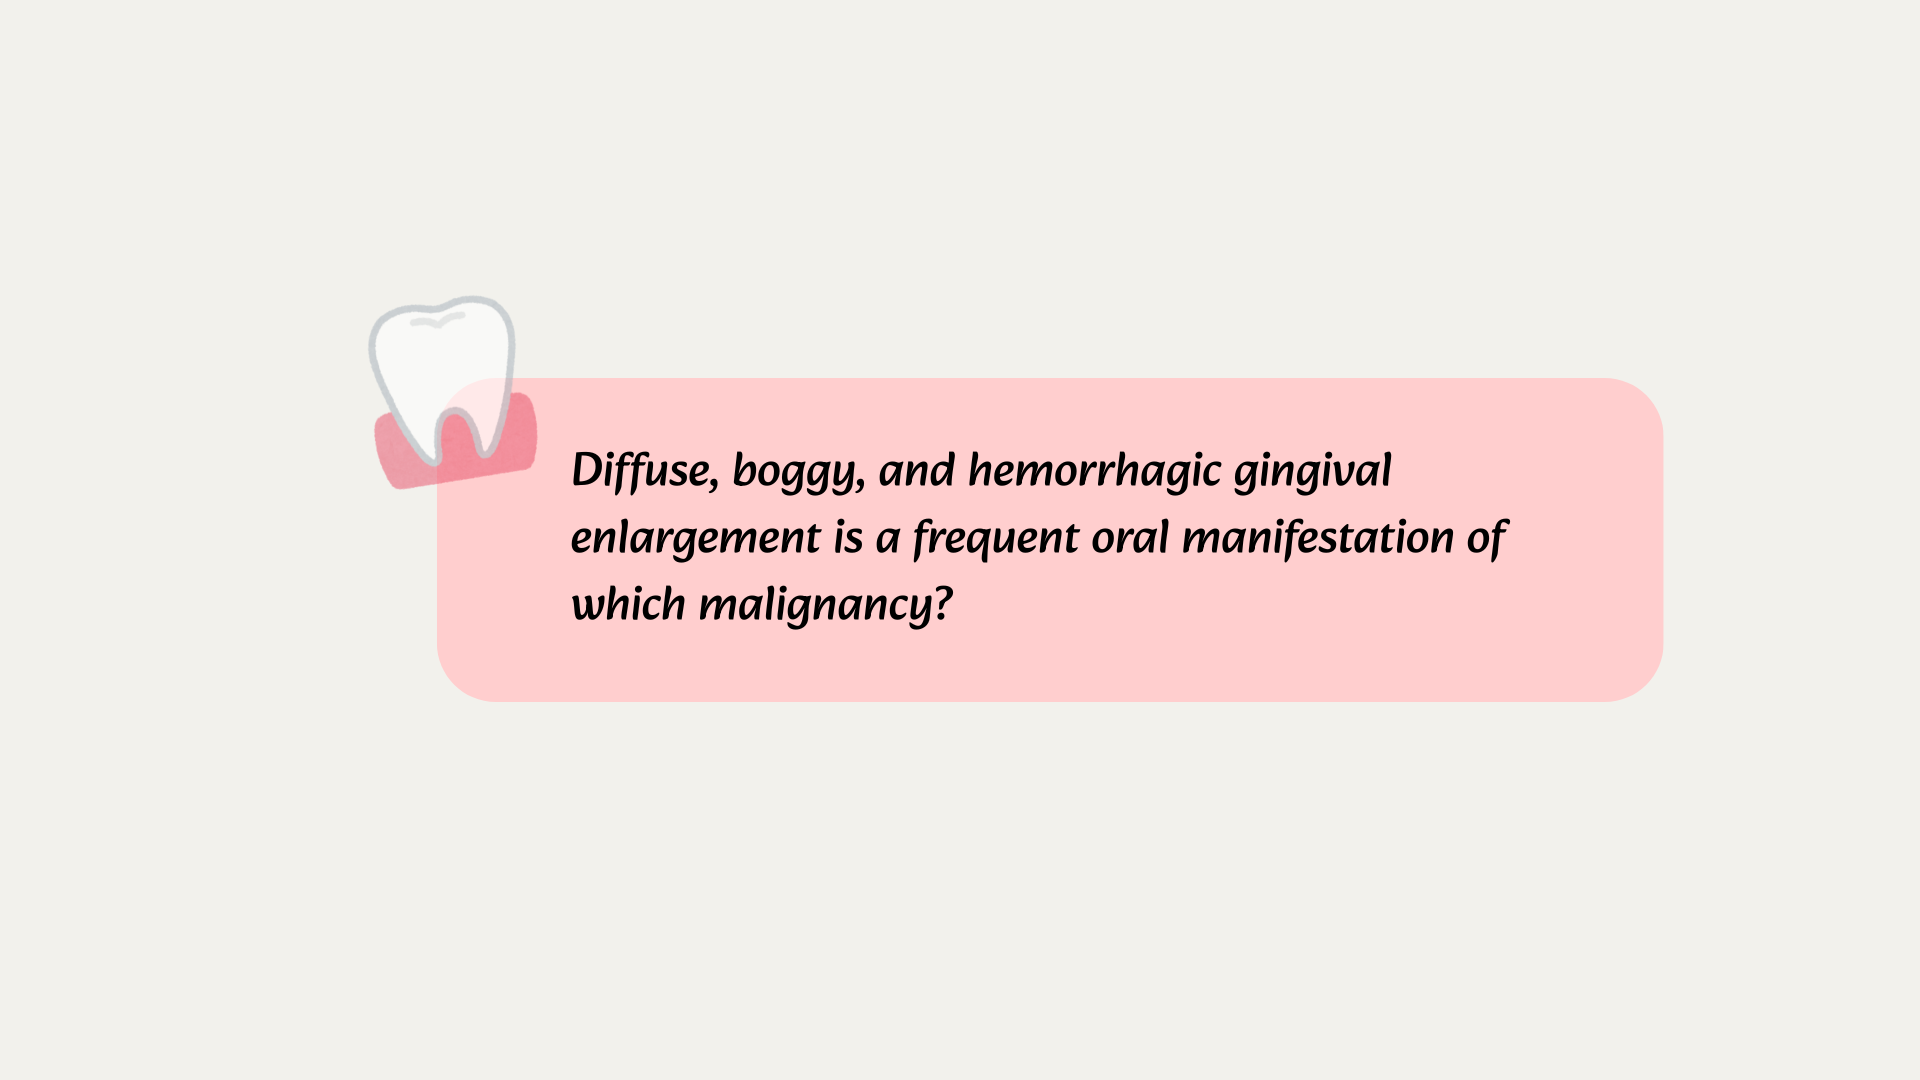 Diffuse, boggy, and hemorrhagic gingival
enlargement is a frequent oral manifestation of
which malignancy?